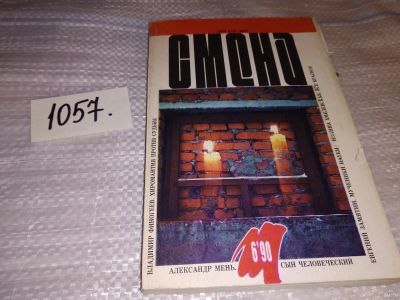 1057.
смена
ВЛАДИМИР ФИНОГЕЕВ. ХИРОМАНТИЯ ПРОТИВ СУДЬБЫ
6'90
АЛЕКСАНДР МЕНЬ. СЫН ЧЕЛОВЕЧЕСКИЙ
ЕВГЕНИЙ ЗАМЯТИН. МУЧЕНИКИ НАУКИ